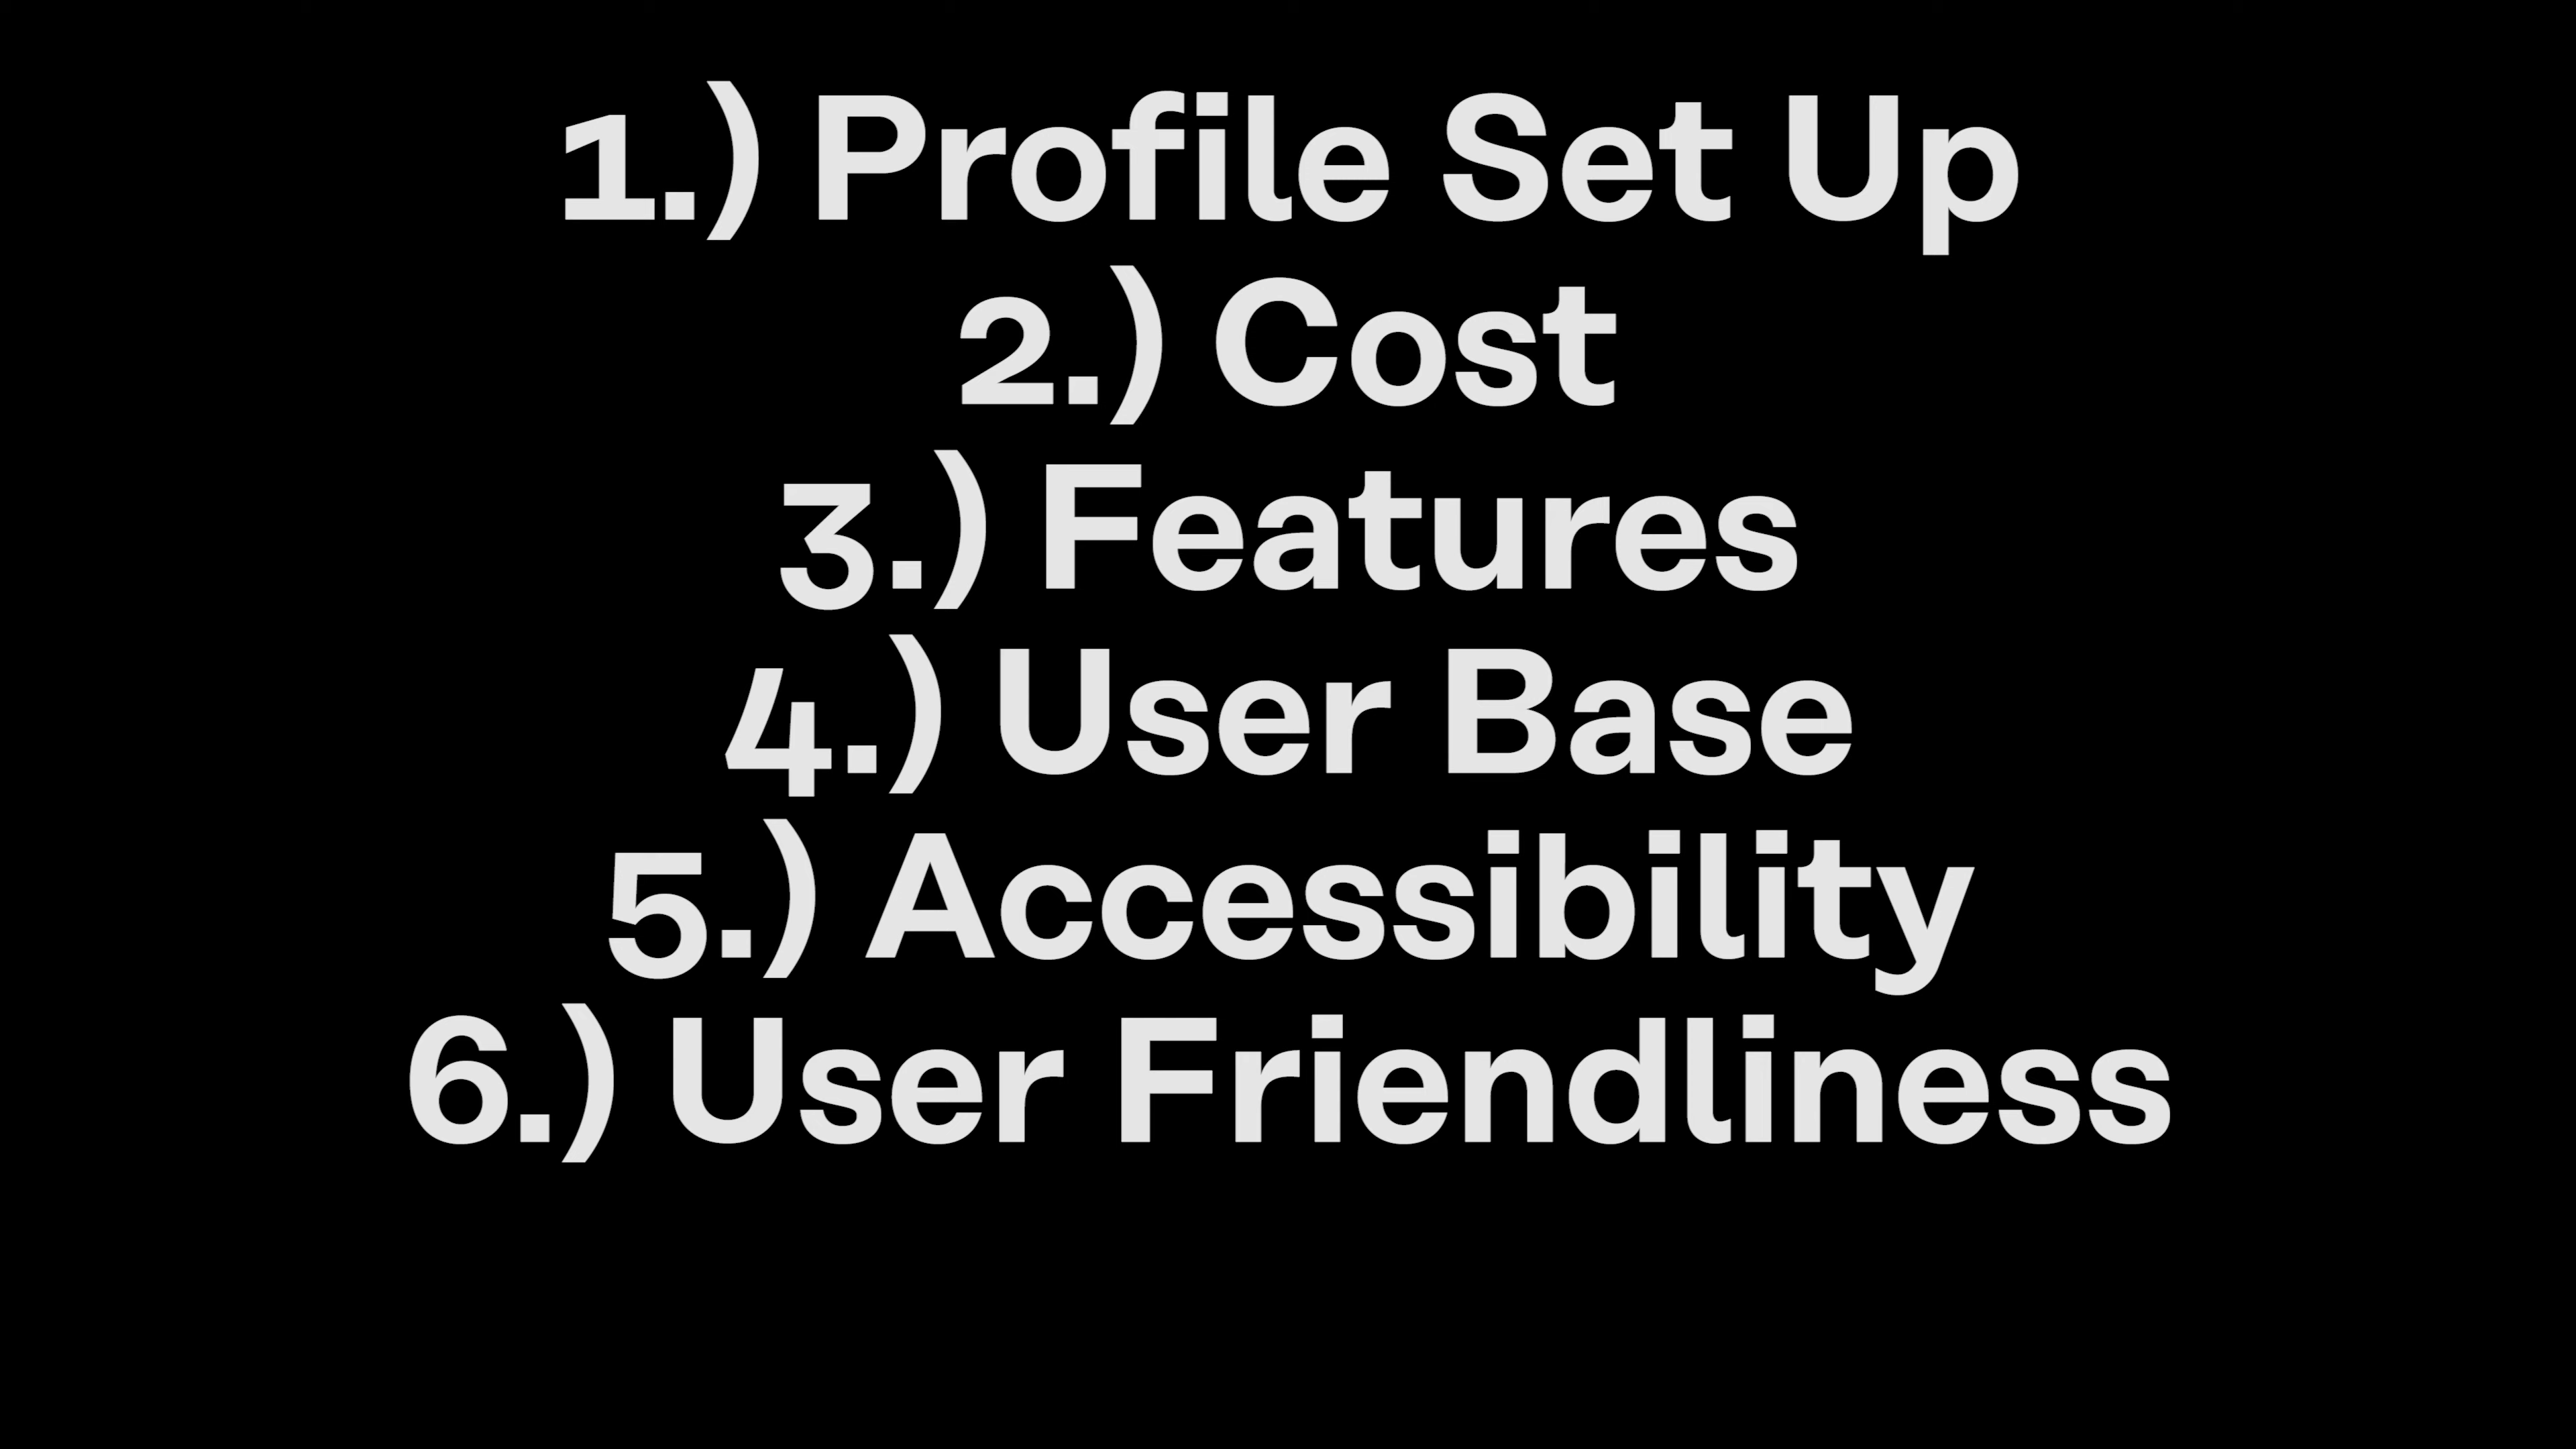 1.) Profile Set Up
2.) Cost
3.) Features
4.) User Base
5.) Accessibility
6.) User Friendliness